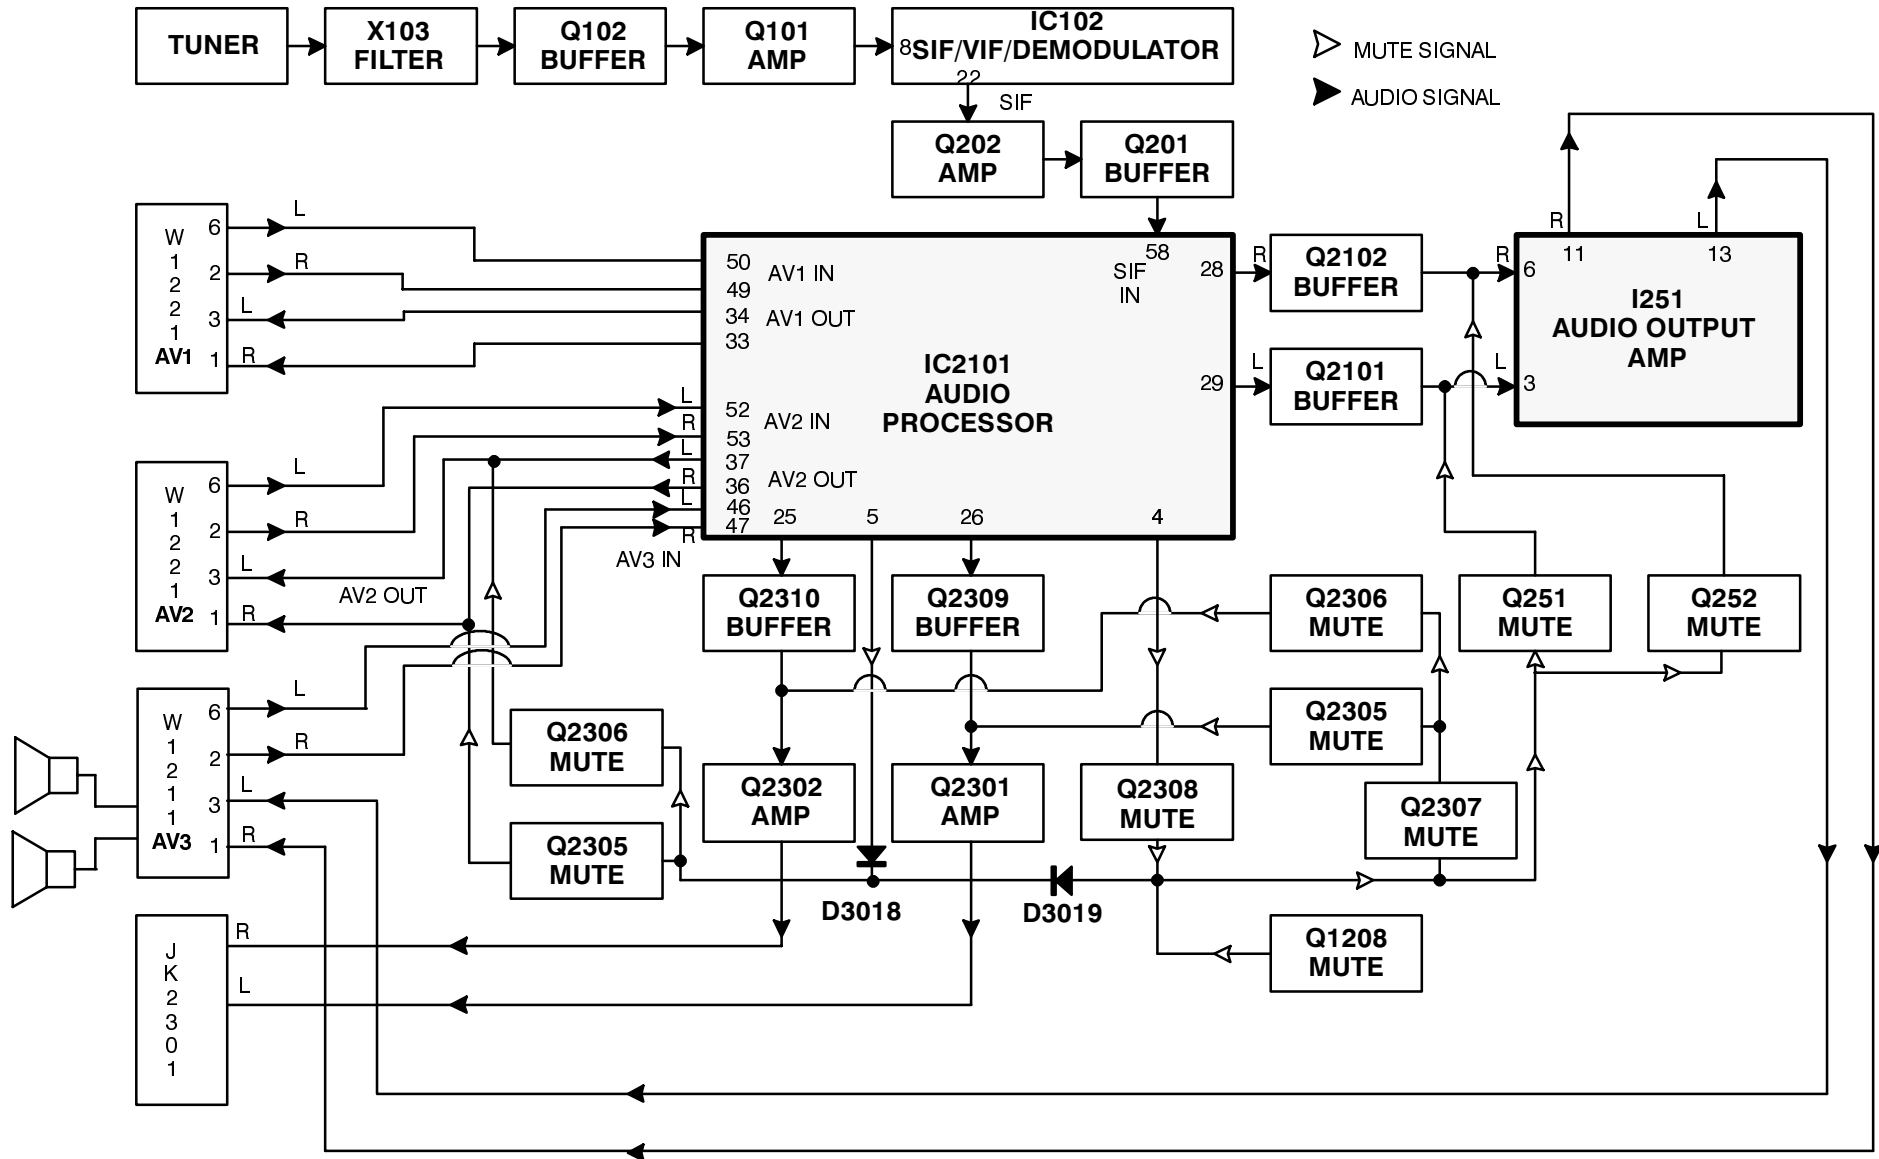 TUNER
X103
FILTER
Q102
BUFFER
Q101
AMP
IC102
8 SIF/VIF/DEMODULATOR
22
SIF
MUTE SIGNAL
AUDIO SIGNAL
Q202
AMP
Q201
BUFFER
W
1
2
2
1
AV1
6
2
3
1
L
R
L
R
50
49
34
33
AV1 IN
AV1 OUT
52
53
37
36
46
47
AV2 IN
AV2 OUT
L
R
L
R
L
R
AV3 IN
58
SIF
IN
28
29
IC2101
AUDIO
PROCESSOR
25
5
26
4
R
Q2102
BUFFER
R
L
Q2101
BUFFER
L
6
3
R
11
L
13
I251
AUDIO OUTPUT
AMP
W
1
2
2
1
AV2
6
2
3
1
L
R
L
R
AV2 OUT
Q2310
BUFFER
Q2309
BUFFER
Q2306
MUTE
Q251
MUTE
Q252
MUTE
W
1
2
1
1
AV3
6
2
3
1
L
R
L
R
Q2306
MUTE
Q2305
MUTE
Q2302
AMP
Q2301
AMP
Q2308
MUTE
Q2305
MUTE
Q2307
MUTE
D3018
D3019
Q1208
MUTE
J
K
2
3
0
1
R
L